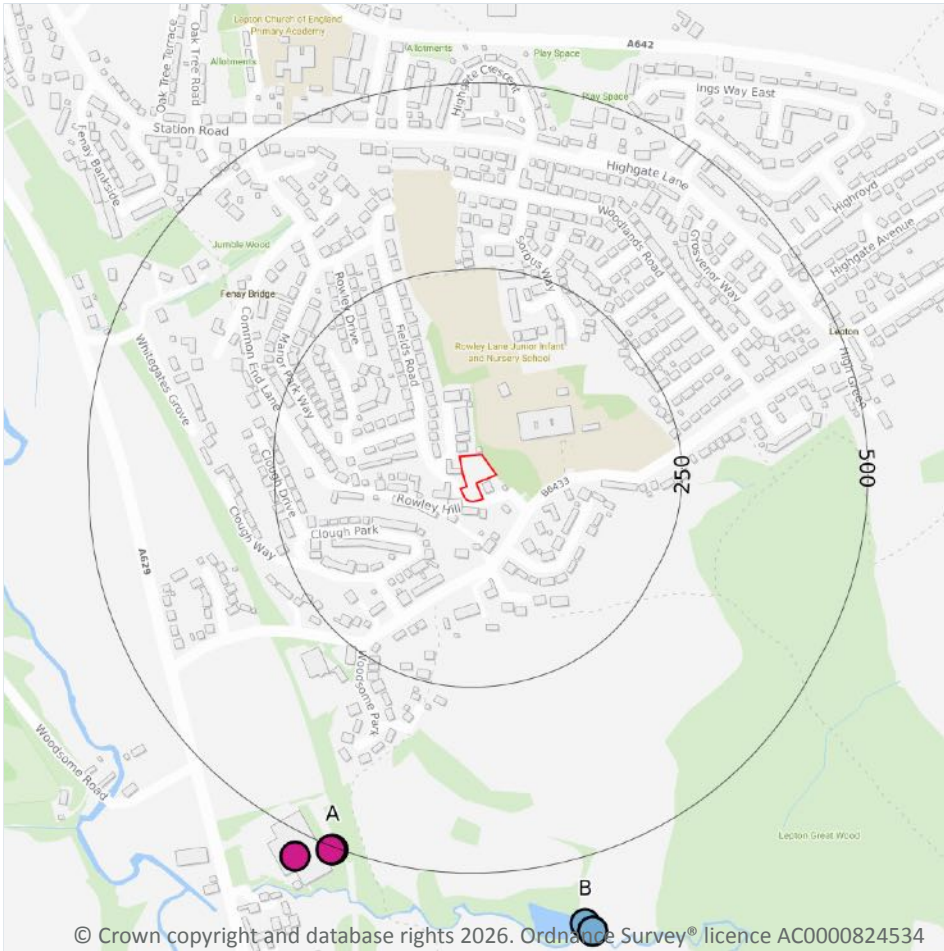 Lepton Church of England
Primary Academy
A642
Allotments
Play Space
Allotments
Oak Tree Terrace
Oak Tree Road
Highgate Crescent
Play Space
Ings Way East
Station Road
Fenay Bankside
Highgate Lane
Highroyd
Woodlands Road
Grosvenor Way
Highgate Avenue
Jumble Wood
Sorbus Way
Rowley Drive
Fenay Bridge
Fields Road
Lepton
Whitegates Grove
Common End Lane
Manor Park Way
Rowley Lane Junior Infant
and Nursery School
High Green
250
500
Clough Drive
B6433
Rowley Hill
Clough Way
Clough Park
A629
Woodsome Park
Woodsome Road
A
Lepton Great Wood
B
© Crown copyright and database rights 2026. Ordnance Survey® licence AC0000824534